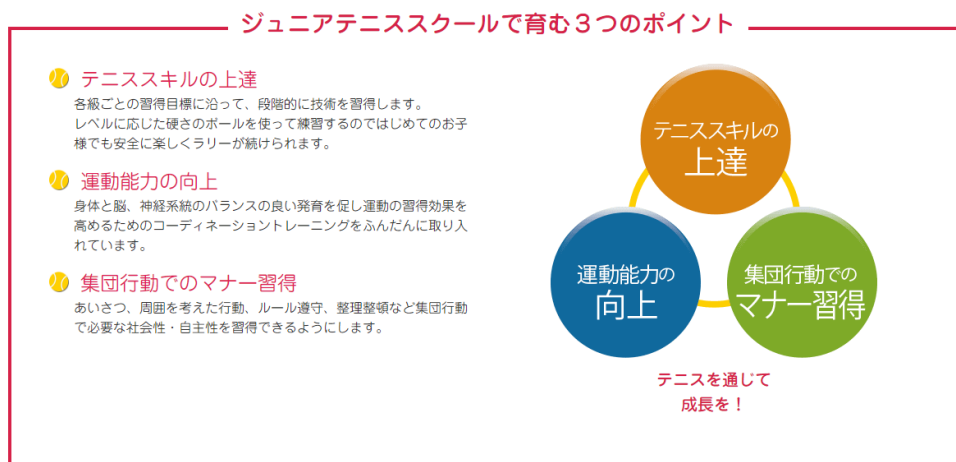 ジュニアテニススクールで育む3つのポイント
テニススキルの上達
各級ごとの習得目標に沿って、段階的に技術を習得します。
レベルに応じた硬さのボールを使って練習するのではじめてのお子
様でも安全に楽しくラリーが続けられます。
運動能力の向上
身体と脳、神経系統のバランスの良い発育を促し運動の習得効果を
高めるためのコーディネーショントレーニングをふんだんに取り入
れています。
集団行動でのマナー習得
あいさつ、周囲を考えた行動、ルール遵守、整理整頓など集団行動
で必要な社会性・自主性を習得できるようにします。
テニススキルの
上達
運動能力の
向上
集団行動での
マナー習得
テニスを通じて
成長を！